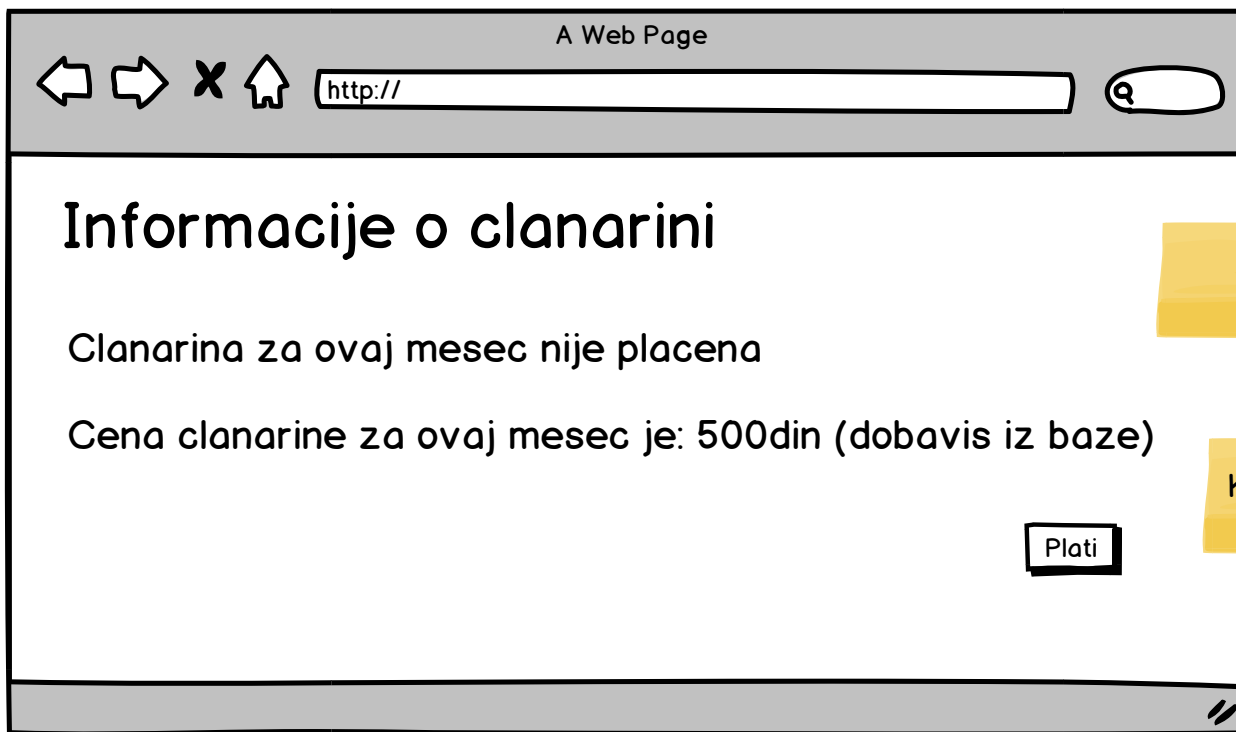 A Web Page
http://
Informacije o clanarini
Clanarina za ovaj mesec nije placena
Cena clanarine za ovaj mesec je: 500din (dobavis iz baze)
Plati